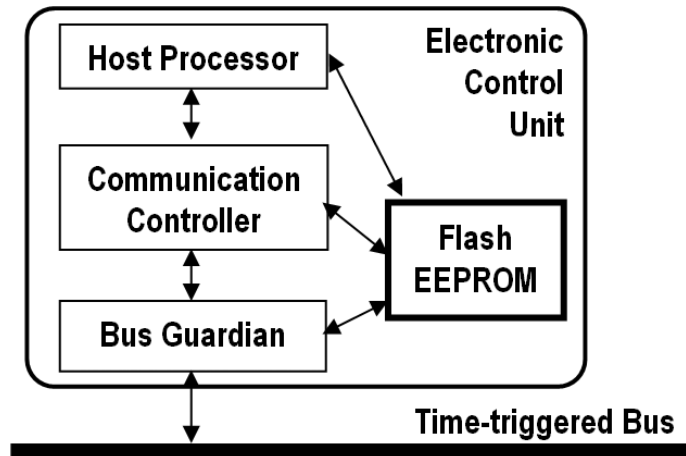 Host Processor
Electronic
Control
Unit
Communication
Controller
Flash
EEPROM
Bus Guardian
Time-triggered Bus